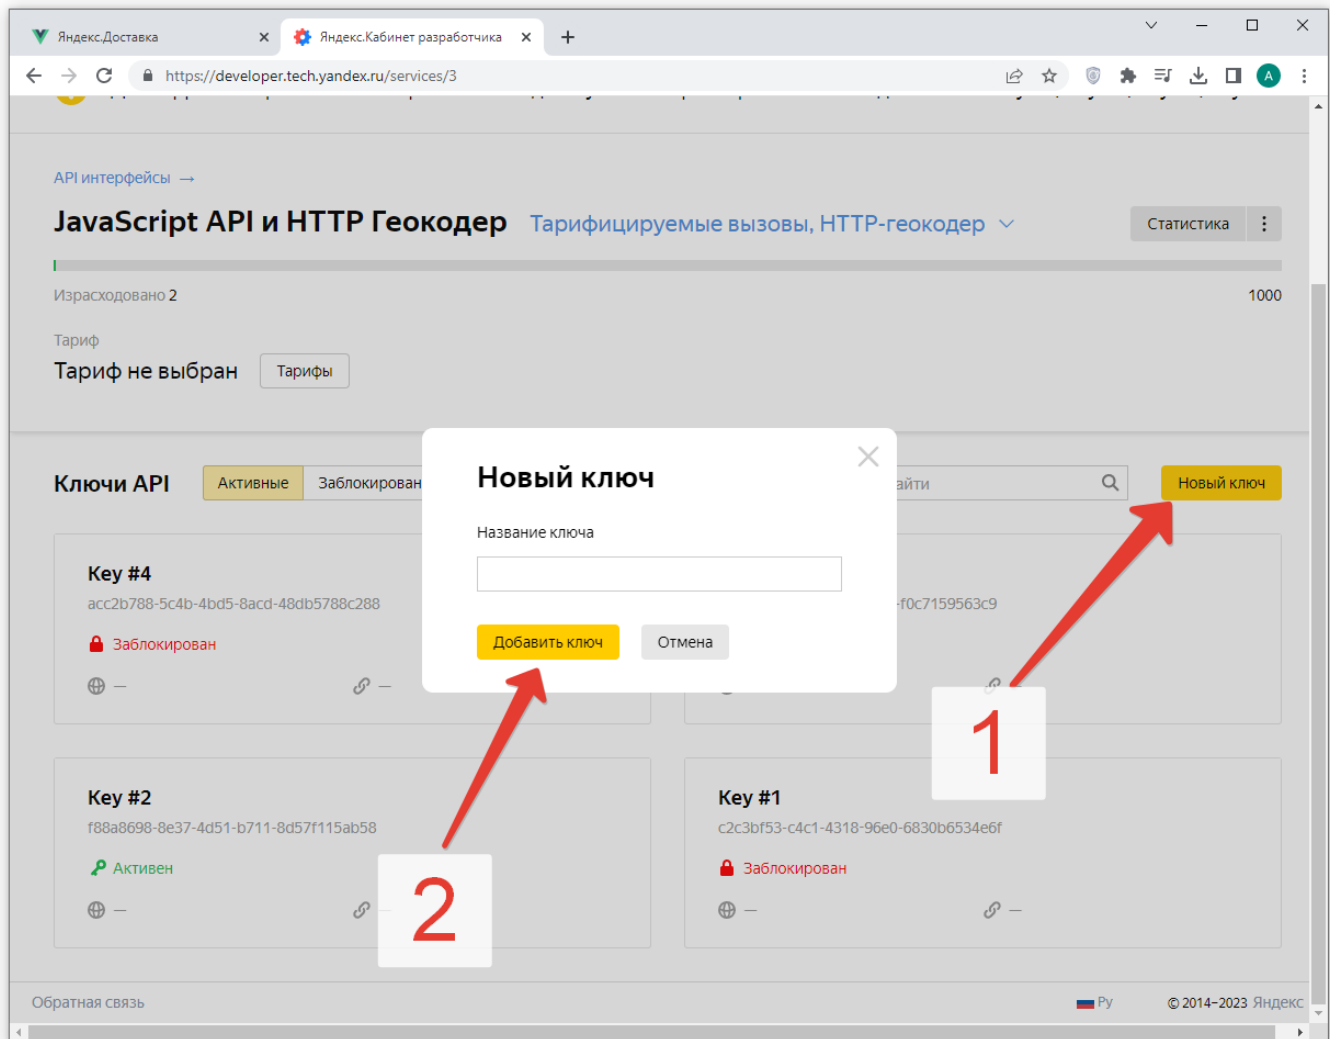 Яндекс.Доставка
Яндекс.Кабинет разработчика
https://developer.tech.yandex.ru/services/3
A
API интерфейсы →
JavaScript API и HTTP Геокодер Тарифицируемые вызовы, HTTP-геокодер
Статистика
Израсходовано 2
1000
Тариф
Тариф не выбран Тарифы
Ключи API Активные Заблокирован
айти
Новый ключ
Новый ключ
Название ключа
Добавить ключ Отмена
Key #4
acc2b788-5c4b-4bd5-8acd-48db5788c288
Заблокирован
—
—
-f0c7159563c9
1
Key #2
f88a8698-8e37-4d51-b711-8d57f115ab58
Активен
—
2
Key #1
c2c3bf53-c4c1-4318-96e0-6830b6534e6f
Заблокирован
—
—
Обратная связь
Ру
© 2014–2023 Яндекс